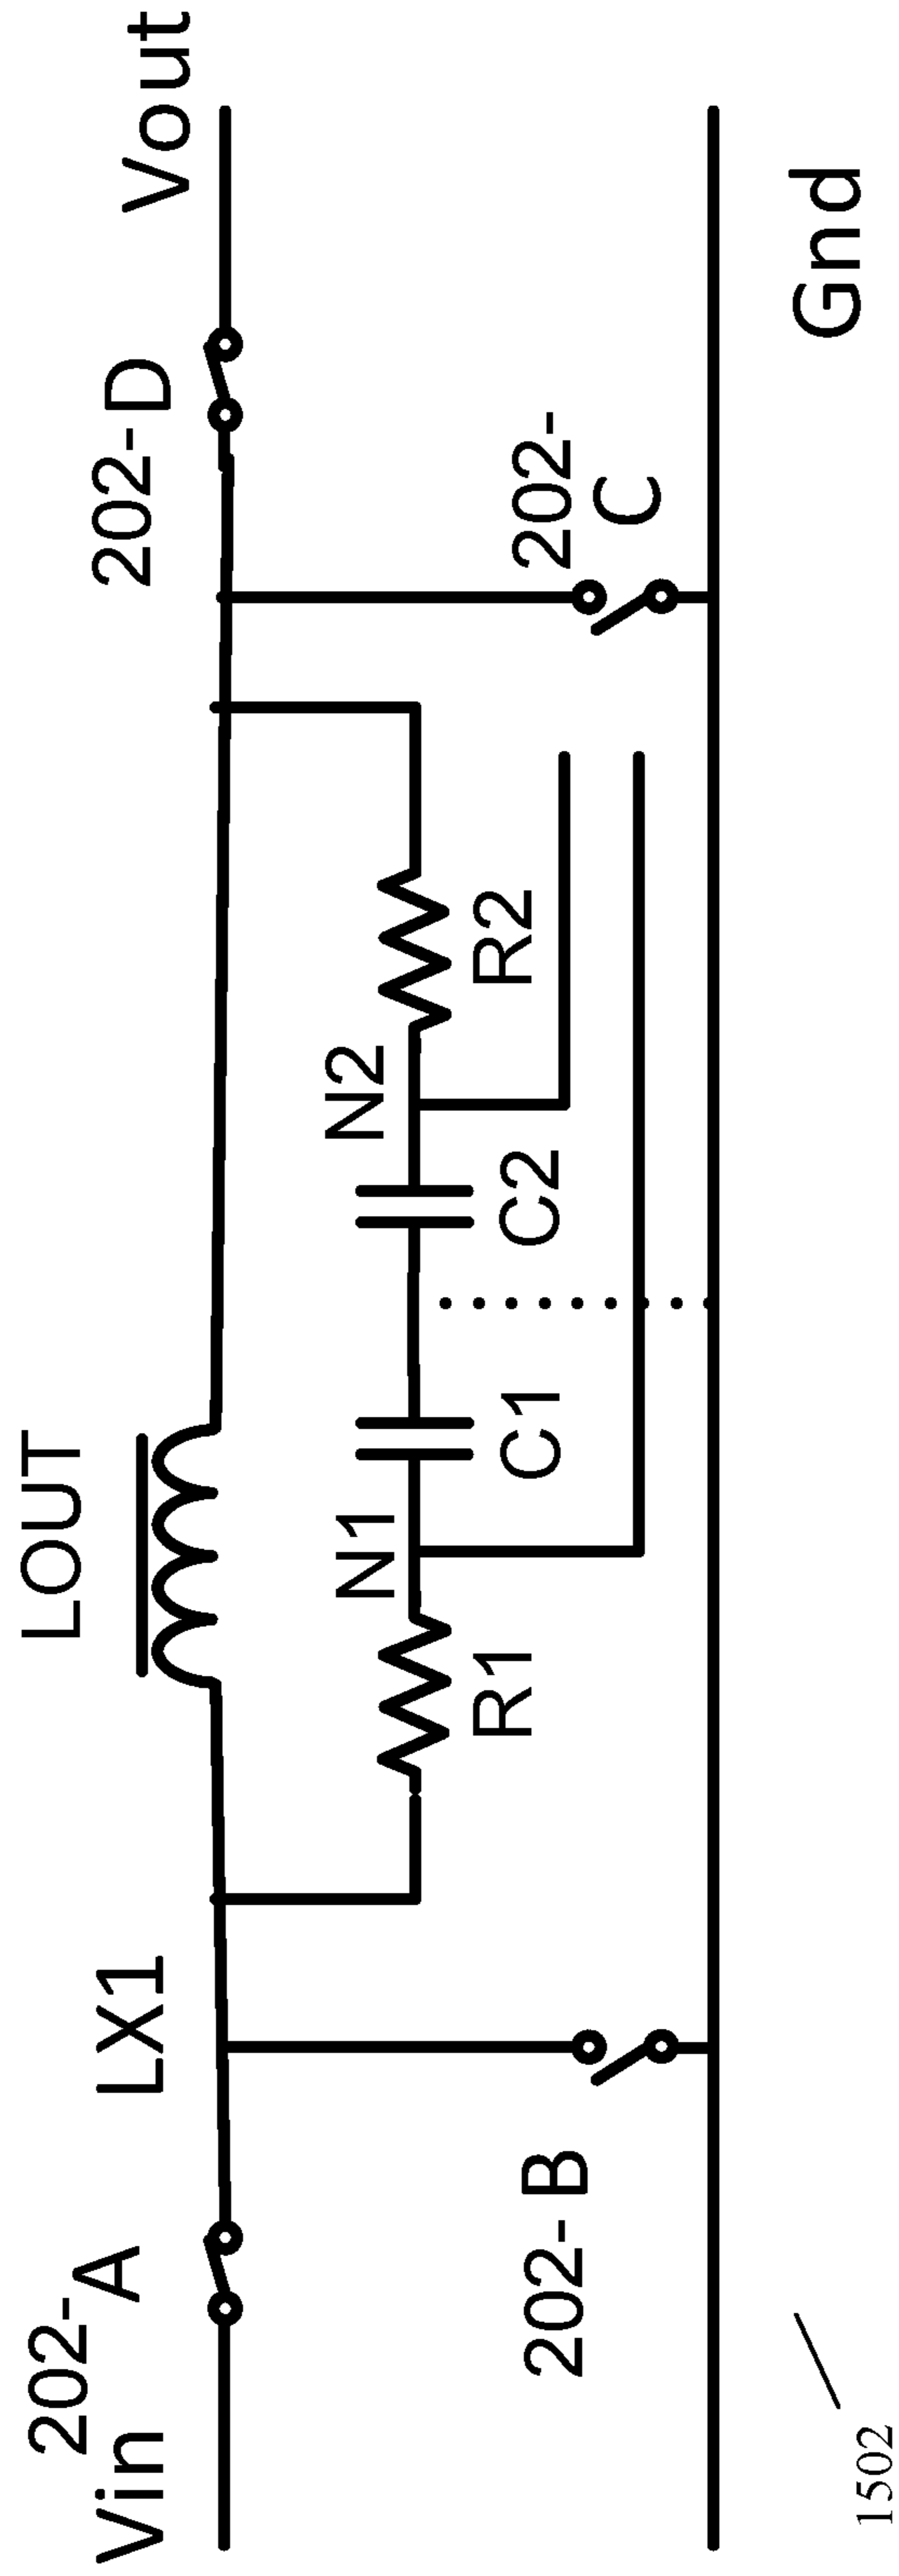 LOUT
202-
A
Vin
LX1
202-D
Vout
N1
N2
R1
C1
C2
R2
202-B
202-
C
Gnd
1502